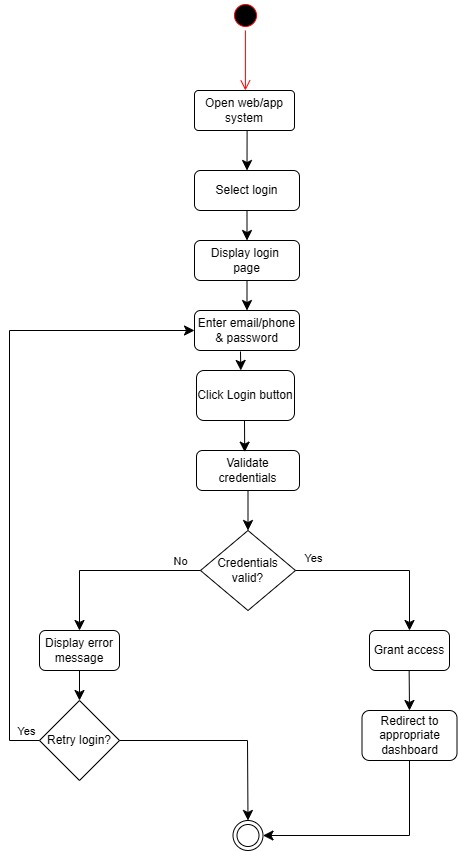 Open web/app
system
Select login
Display login
page
Enter email/phone
& password
Click Login button
Validate
credentials
Credentials
valid?
No
Yes
Display error
message
Grant access
Retry login?
Yes
Redirect to
appropriate
dashboard